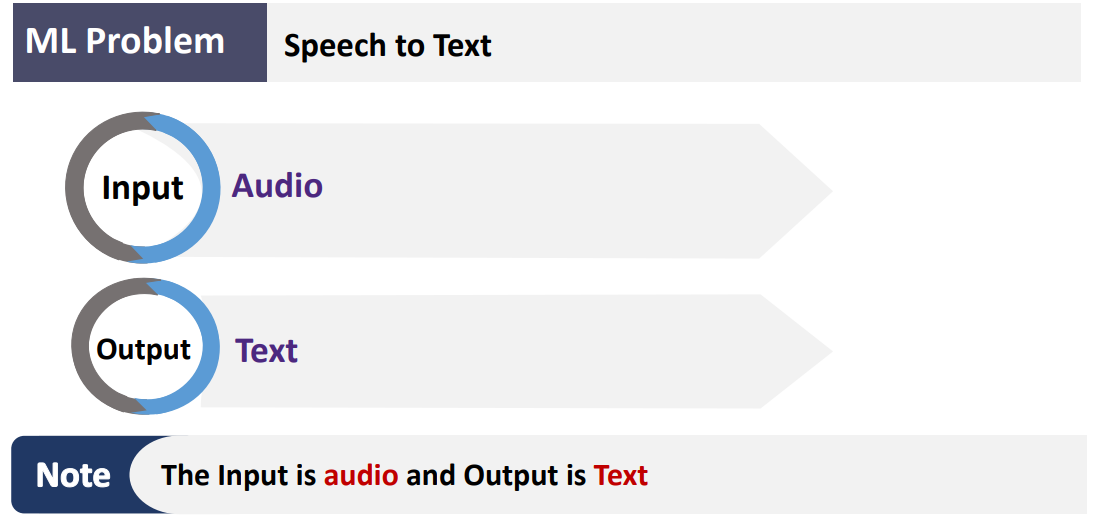 ML Problem
Speech to Text
Input
Audio
Output
Text
Note
The Input is audio and Output is Text